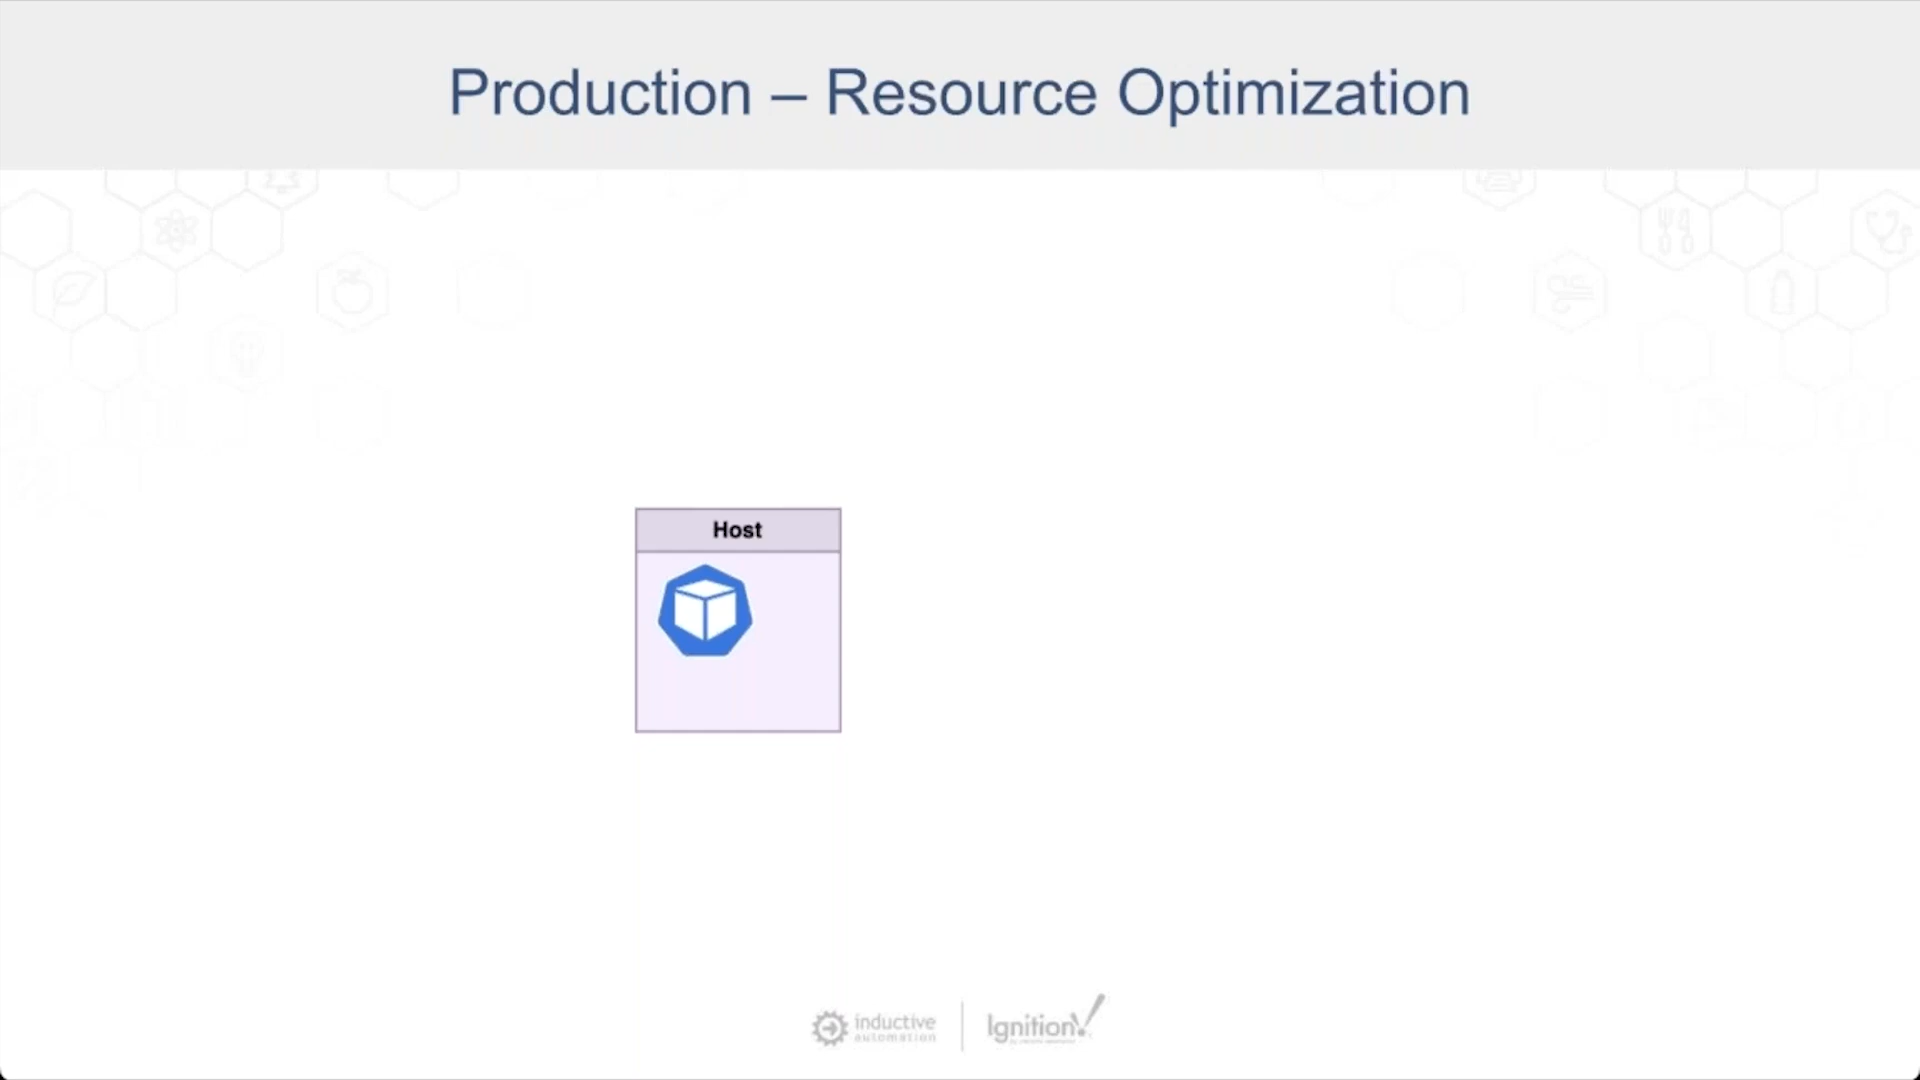 Production – Resource Optimization
Host
inductive
automation
Ignition!